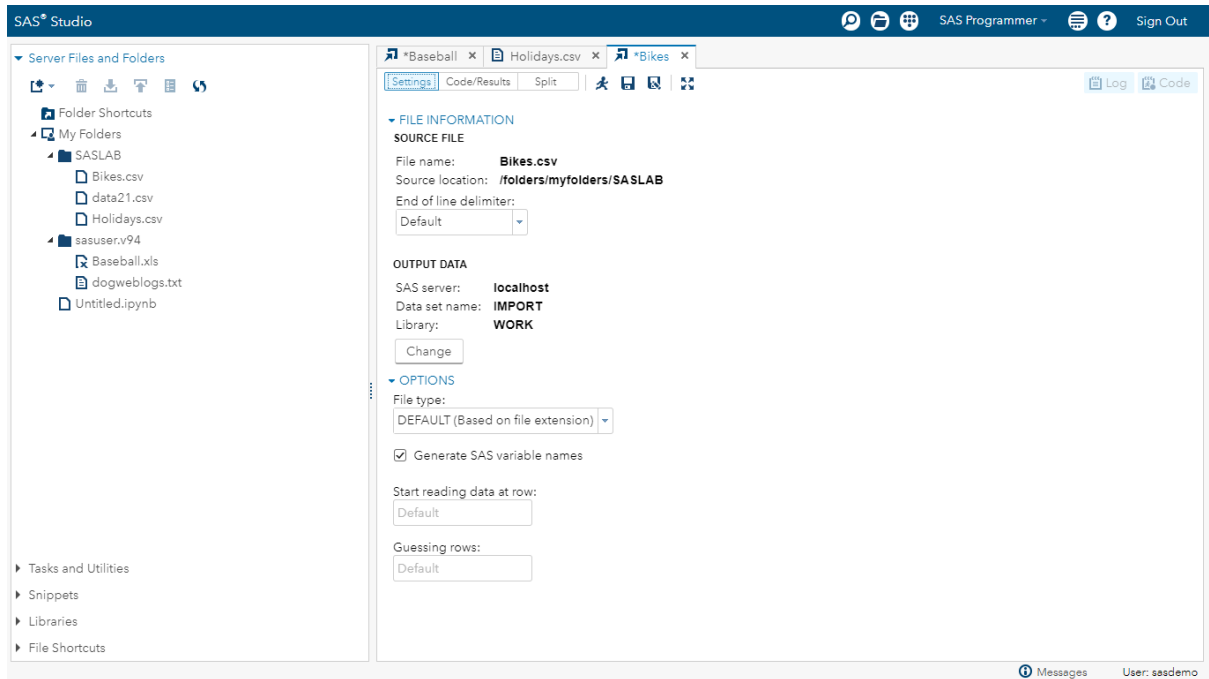 SAS® Studio
SAS Programmer
Sign Out
Server Files and Folders
Folder Shortcuts
My Folders
SASLAB
Bikes.csv
data21.csv
Holidays.csv
sasuser.v94
Baseball.xls
dogweblogs.txt
Untitled.ipynb
Tasks and Utilities
Snippets
Libraries
File Shortcuts
*Baseball × Holidays.csv × *Bikes ×
Settings Code/Results Split Log Code
FILE INFORMATION
SOURCE FILE
File name: Bikes.csv
Source location: /folders/myfolders/SASLAB
End of line delimiter:
Default
OUTPUT DATA
SAS server: localhost
Data set name: IMPORT
Library: WORK
Change
OPTIONS
File type:
DEFAULT (Based on file extension)
Generate SAS variable names
Start reading data at row:
Default
Guessing rows:
Default
Messages User: sasdemo